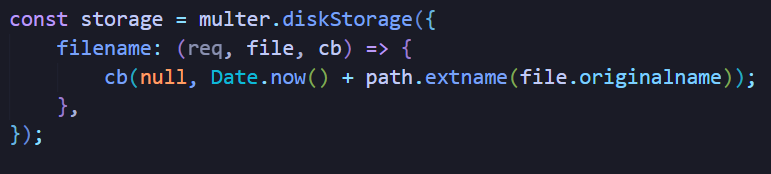 const storage = multer.diskStorage({
    filename: (req, file, cb) => {
        cb(null, Date.now() + path.extname(file.originalname));
    },
});